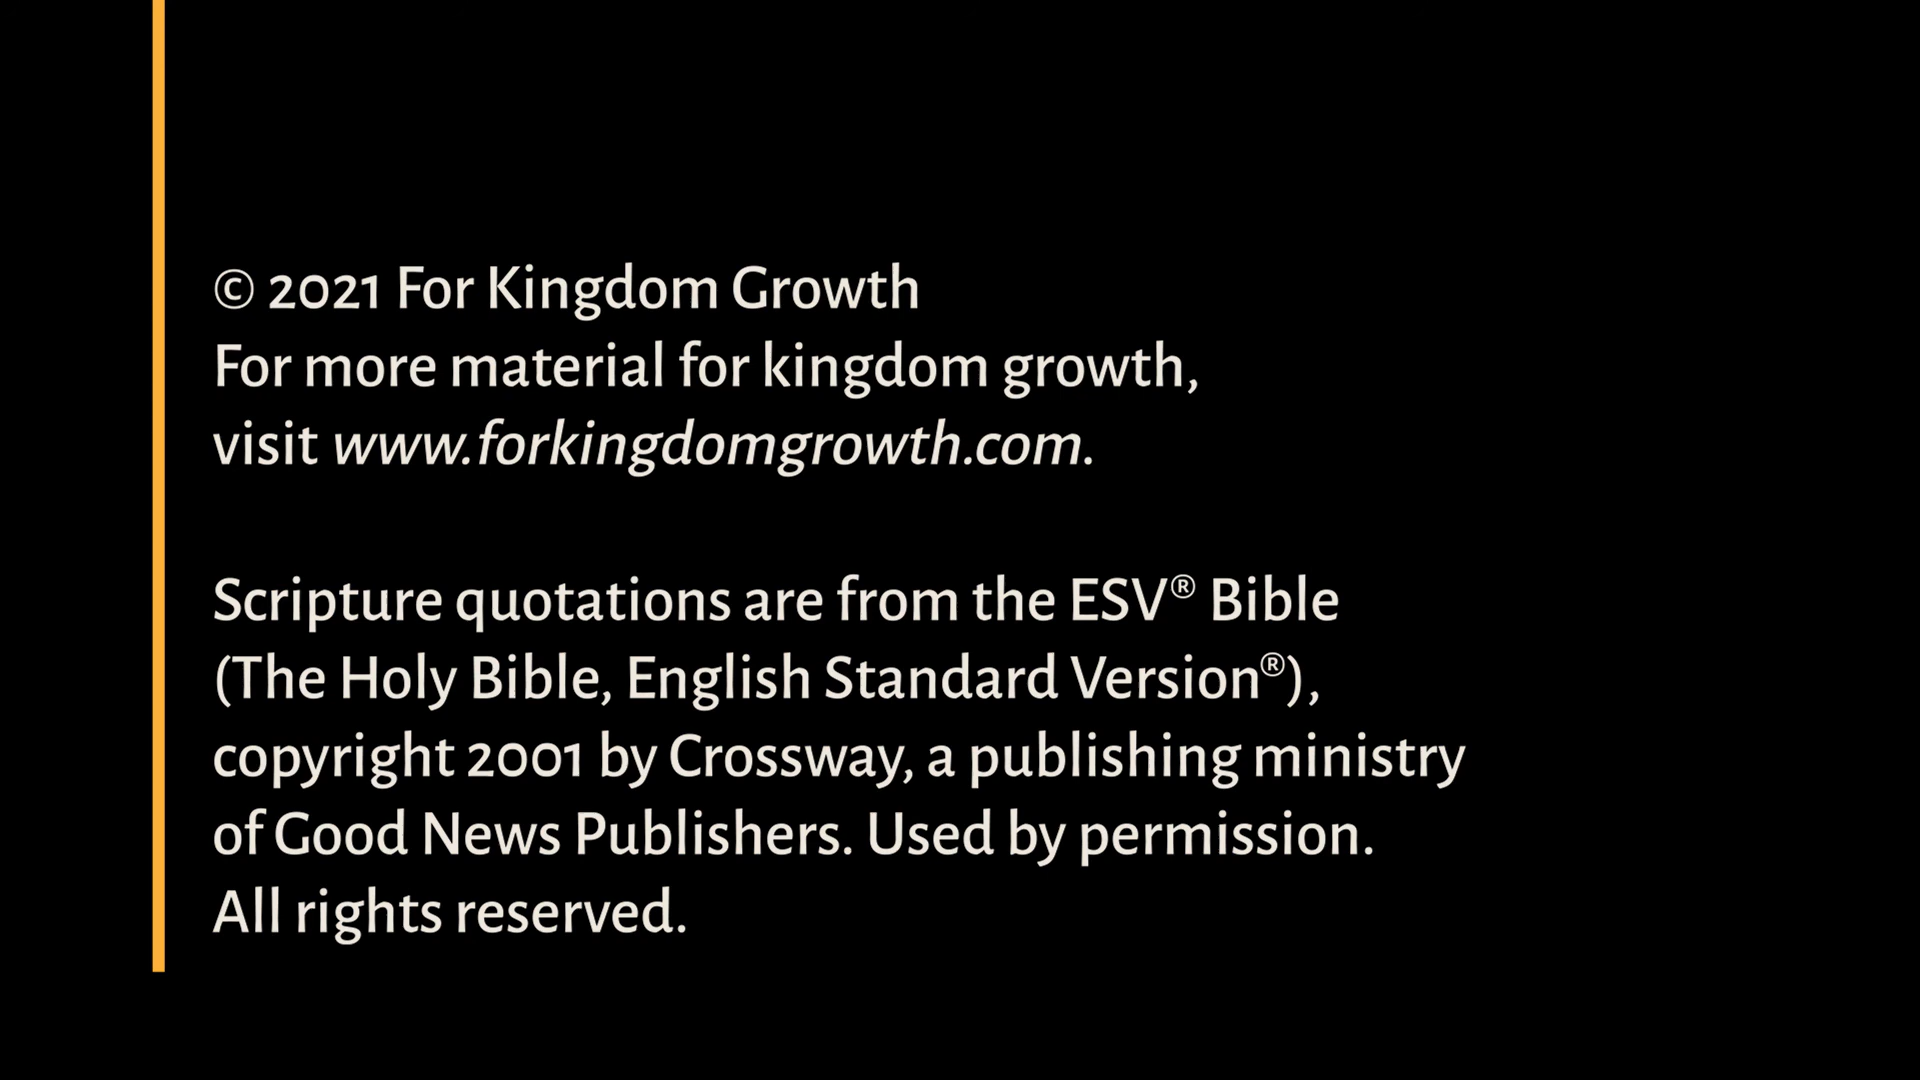 © 2021 For Kingdom Growth
For more material for kingdom growth,
visit www.forkingdomgrowth.com.
Scripture quotations are from the ESV® Bible
(The Holy Bible, English Standard Version®),
copyright 2001 by Crossway, a publishing ministry
of Good News Publishers. Used by permission.
All rights reserved.